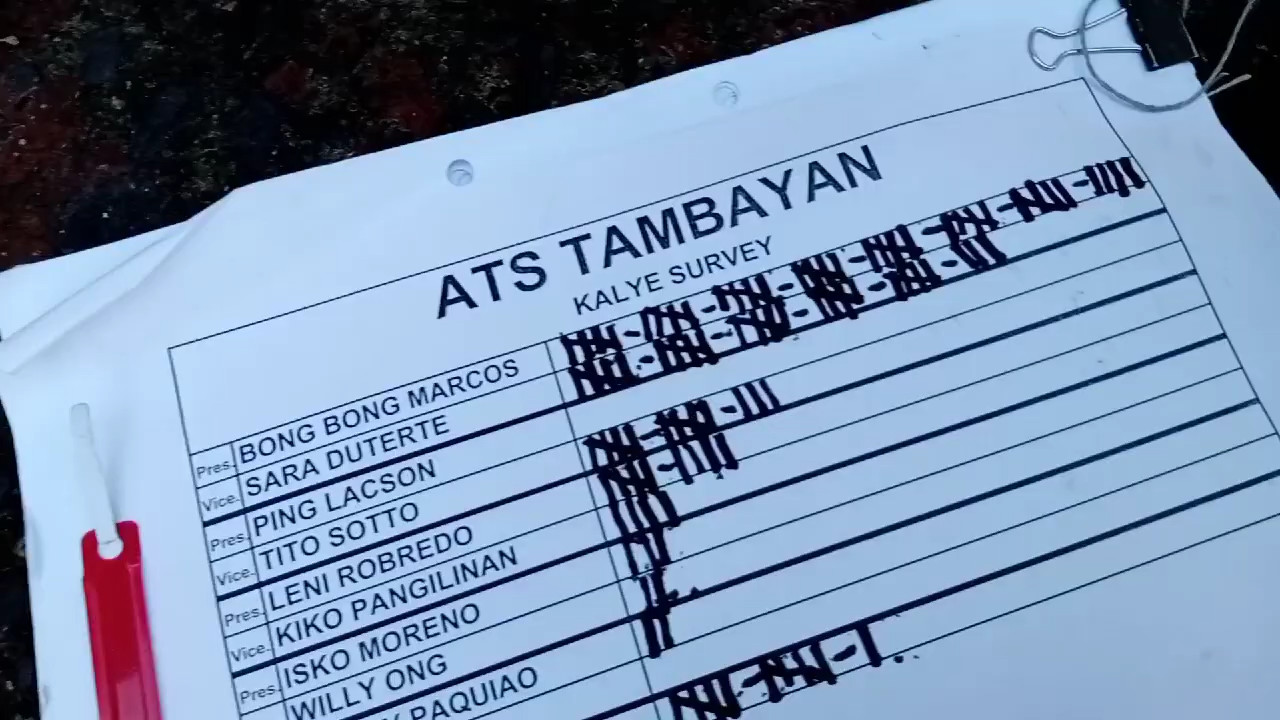 ATS TAMBAYAN
KALYE SURVEY
Pres. BONG BONG MARCOS
Vice. SARA DUTERTE
Pres. PING LACSON
Vice. TITO SOTTO
Pres. LENI ROBREDO
Vice. KIKO PANGILINAN
Pres. ISKO MORENO
WILLY ONG
PAQUIAO